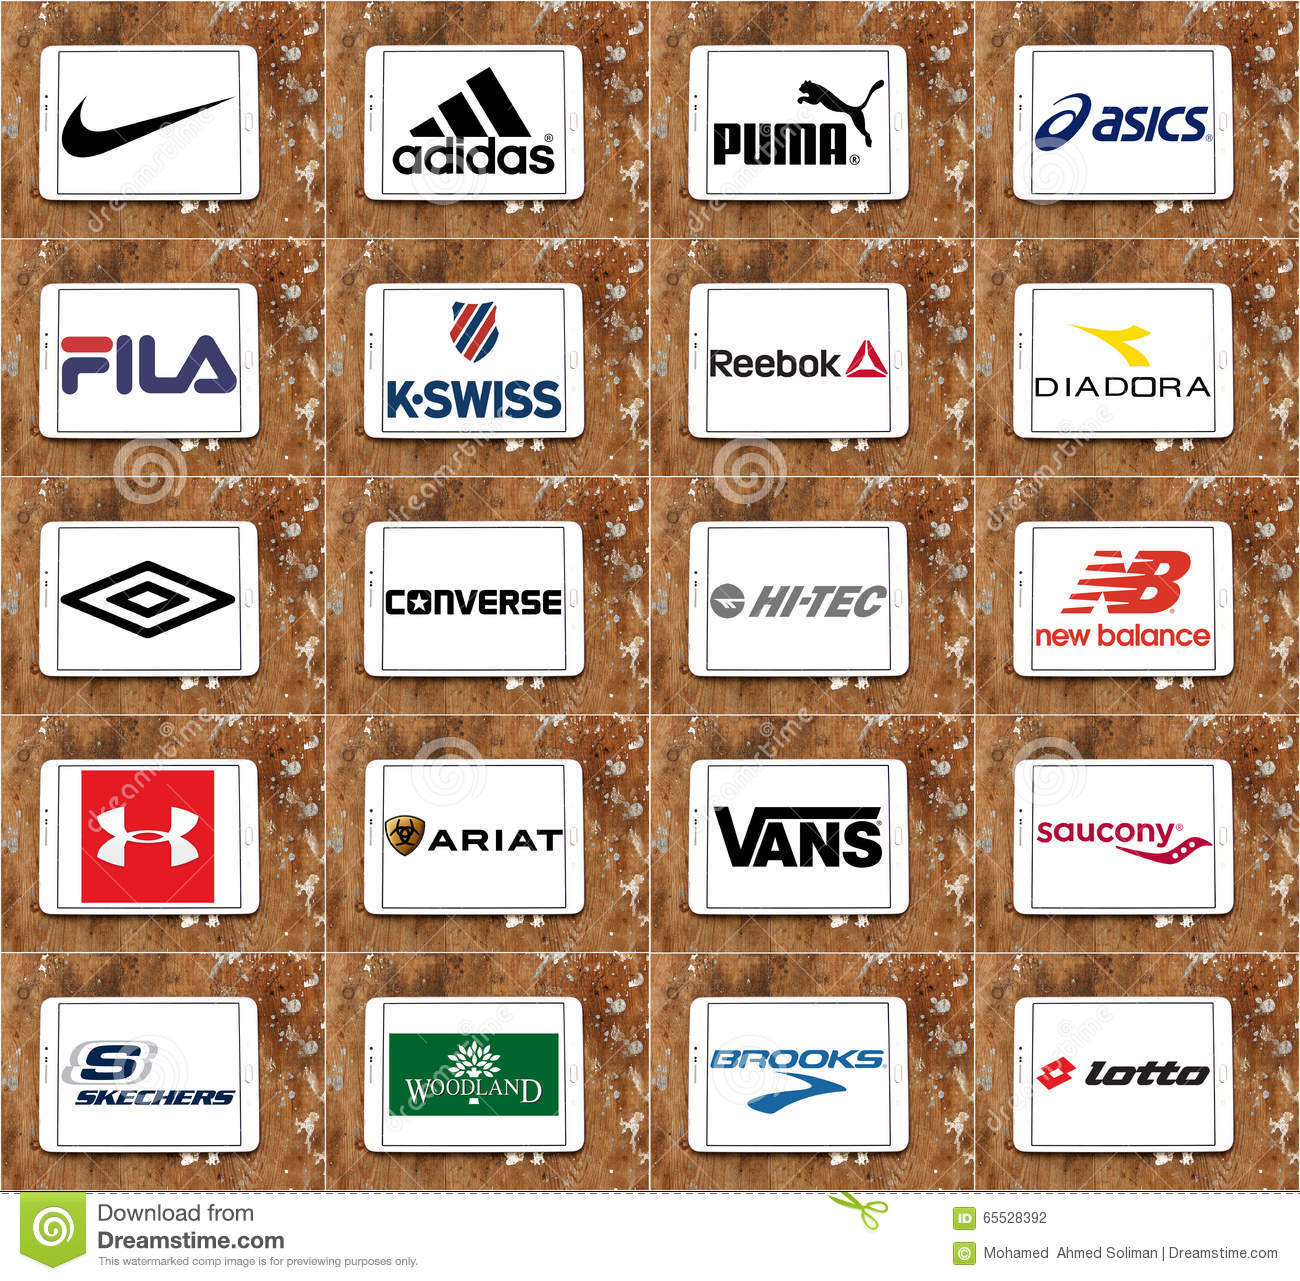 adidas®
PUMA®
asics®
FILA
K·SWISS
Reebok
DIADORA
CONVERSE
HI-TEC
NB
new balance
ARIAT
VANS
saucony®
S
SKECHERS
WOODLAND
BROOKS
lotto
Download from
Dreamstime.com
This watermarked comp image is for previewing purposes only.
ID 65528392
© Mohamed Ahmed Soliman | Dreamstime.com
dreamstime